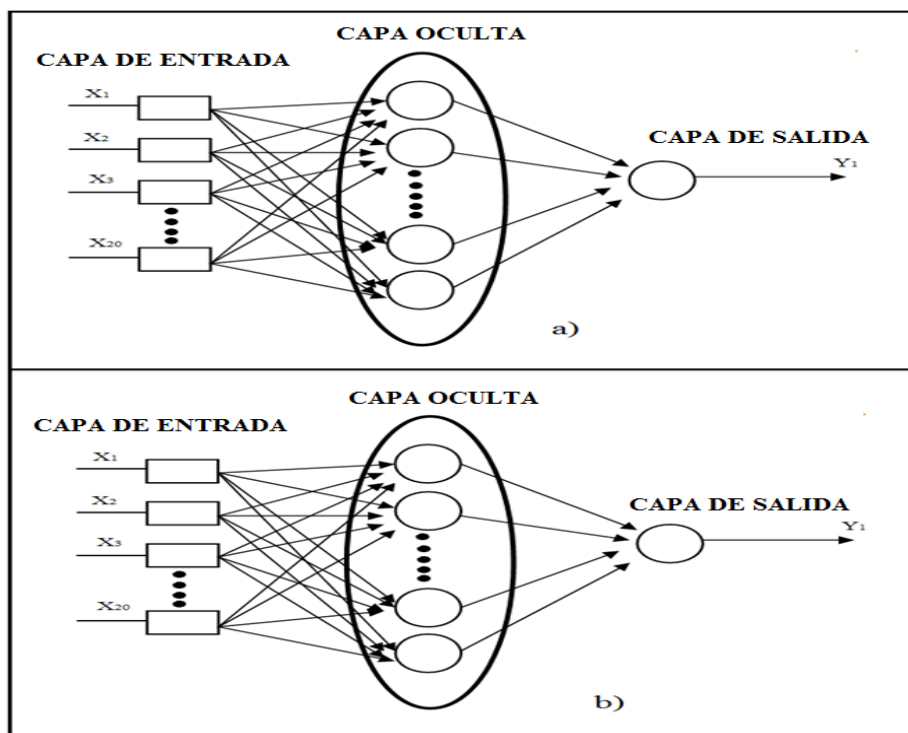 CAPA OCULTA
CAPA DE ENTRADA
X1
X2
X3
X20
CAPA DE SALIDA
Y1
a)
CAPA OCULTA
CAPA DE ENTRADA
X1
X2
X3
X20
CAPA DE SALIDA
Y1
b)